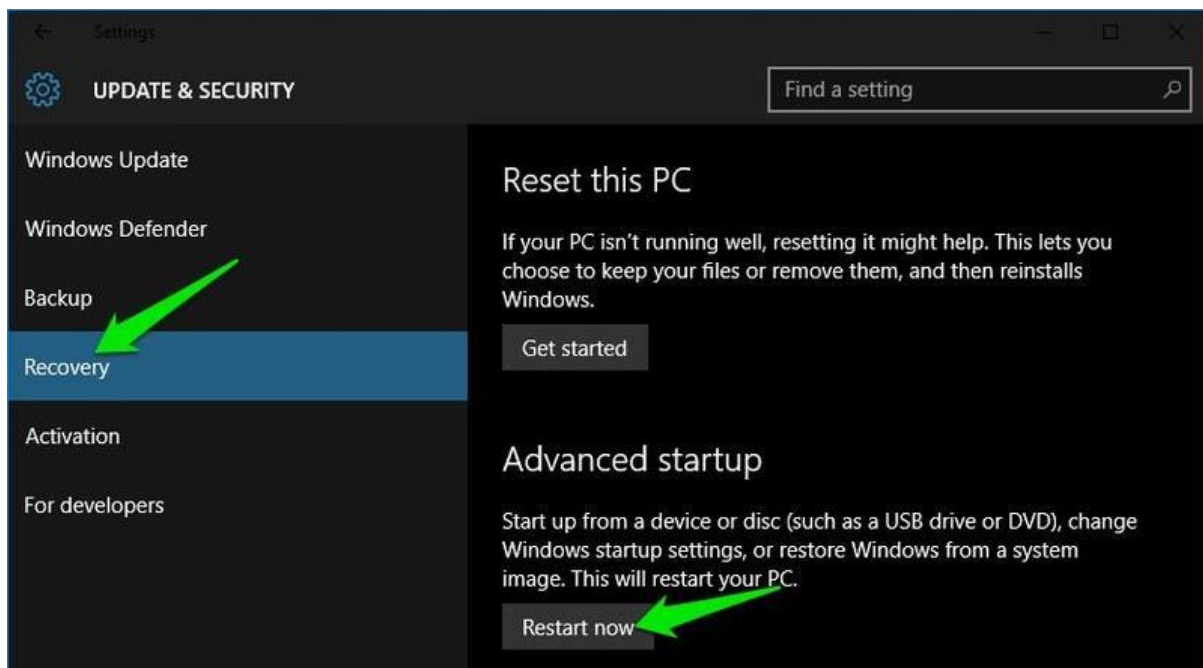 Settings
UPDATE & SECURITY
Find a setting
Windows Update
Windows Defender
Backup
Recovery
Activation
For developers
Reset this PC
If your PC isn't running well, resetting it might help. This lets you
choose to keep your files or remove them, and then reinstalls
Windows.
Get started
Advanced startup
Start up from a device or disc (such as a USB drive or DVD), change
Windows startup settings, or restore Windows from a system
image. This will restart your PC.
Restart now